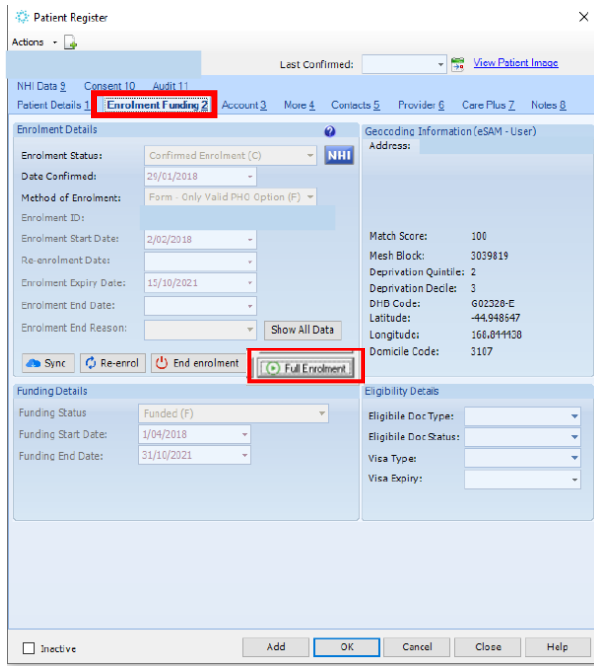 Patient Register
Actions
Last Confirmed: View Patient Image
NHI Data 9 Consent 10 Audit 11
Patient Details 1 Enrolment Funding 2 Account 3 More 4 Contacts 5 Provider 6 Care Plus 7 Notes 8
Enrolment Details
Enrolment Status: Confirmed Enrolment (C) NHI
Date Confirmed: 29/01/2018
Method of Enrolment: Form - Only Valid PHO Option (F)
Enrolment ID:
Enrolment Start Date: 2/02/2018
Re-enrolment Date:
Enrolment Expiry Date: 15/10/2021
Enrolment End Date:
Enrolment End Reason: Show All Data
Sync Re-enrol End enrolment Full Enrolment
Geocoding Information (eSAM - User)
Address:
Match Score: 100
Mesh Block: 3039819
Deprivation Quintile: 2
Deprivation Decile: 3
DHB Code: G02328-E
Latitude: -44.948647
Longitude: 168.844438
Domicile Code: 3107
Funding Details
Funding Status Funded (F)
Funding Start Date: 1/04/2018
Funding End Date: 31/10/2021
Eligibility Details
Eligibile Doc Type:
Eligibile Doc Status:
Visa Type:
Visa Expiry:
Inactive Add OK Cancel Close Help